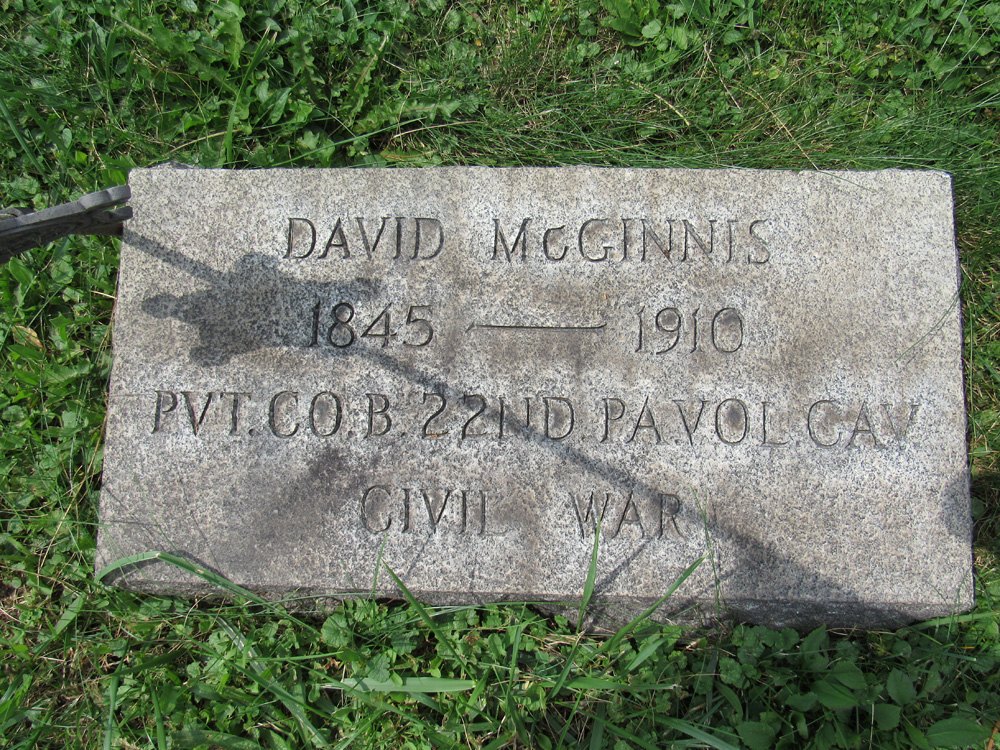 DAVID McGINNIS
1845 — 1910
PVT. CO. B. 22ND PA. VOL. CAV
CIVIL WAR